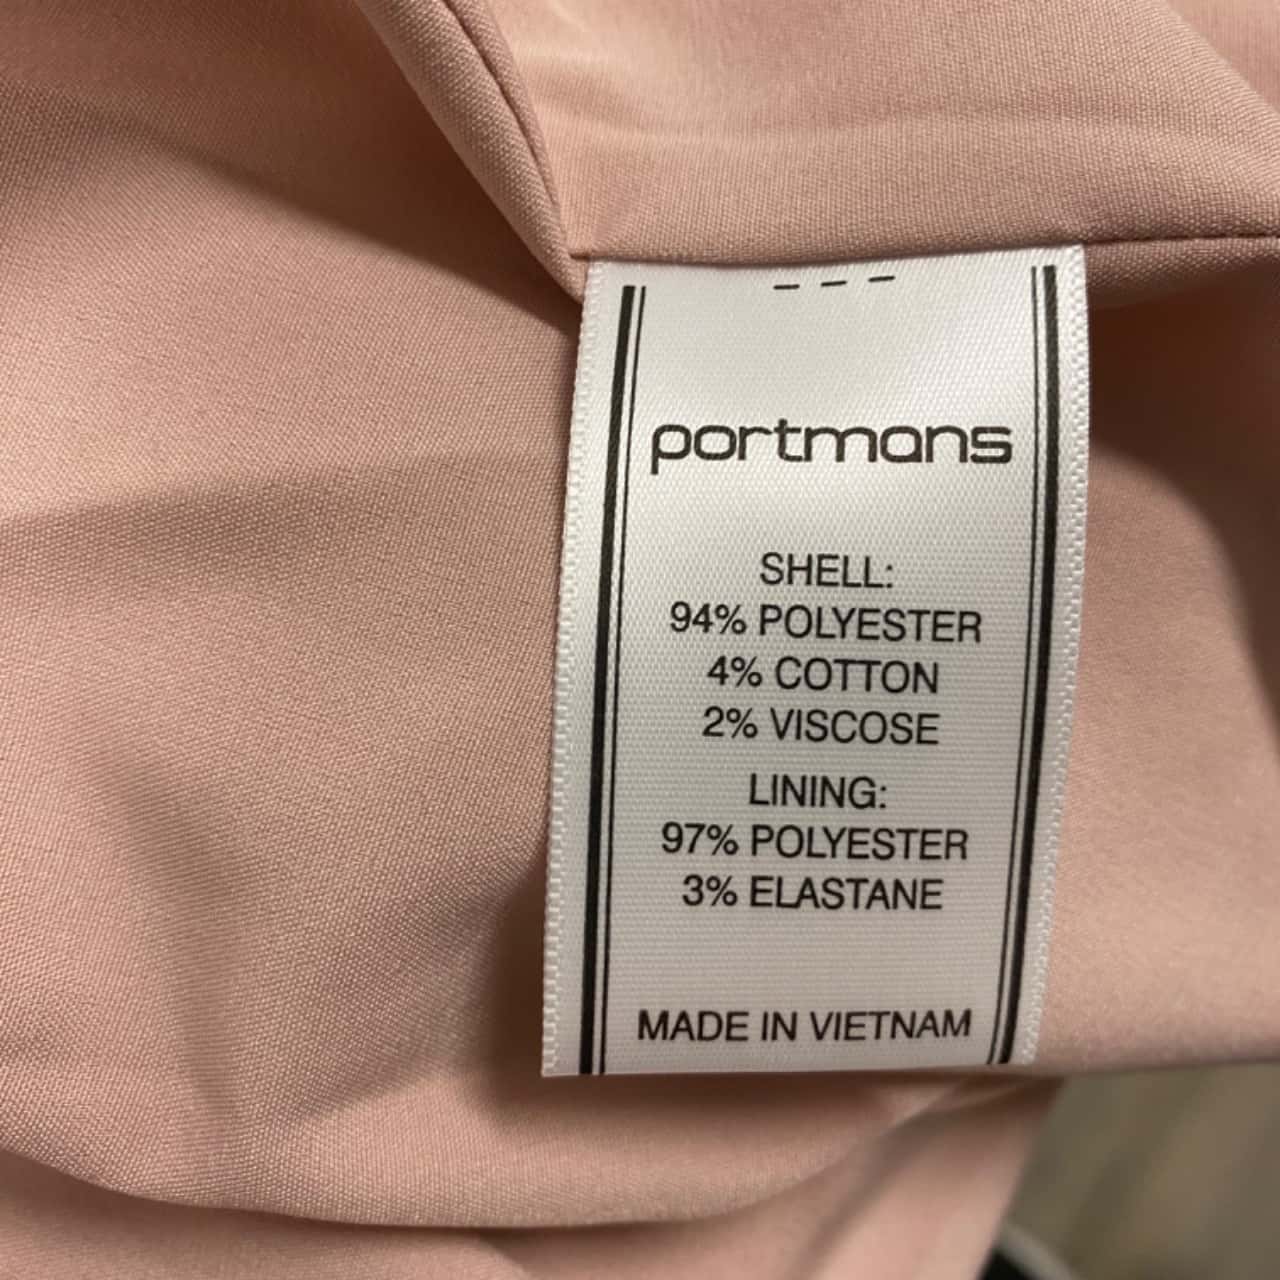 portmans
SHELL:
94% POLYESTER
4% COTTON
2% VISCOSE
LINING:
97% POLYESTER
3% ELASTANE
MADE IN VIETNAM